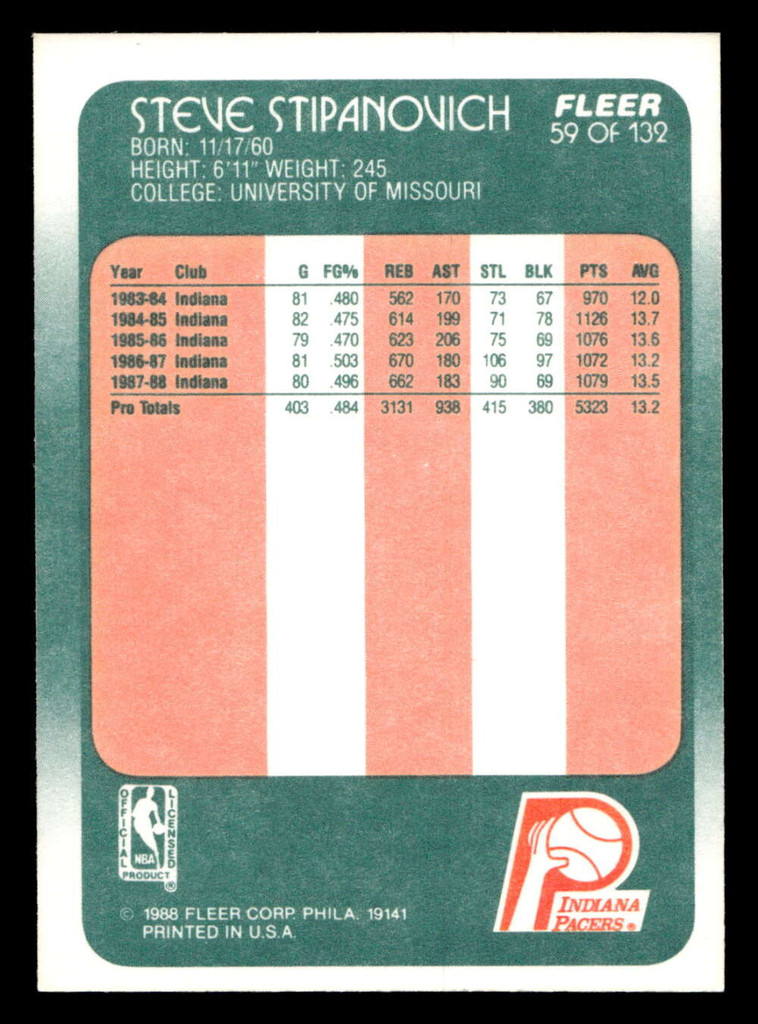 STEVE STIPANOVICH
FLEER
59 OF 132
BORN: 11/17/60
HEIGHT: 6'11" WEIGHT: 245
COLLEGE: UNIVERSITY OF MISSOURI
Year Club G FG% REB AST STL BLK PTS AVG
1983-84 Indiana 81 .480 562 170 73 67 970 12.0
1984-85 Indiana 82 .475 614 199 71 78 1126 13.7
1985-86 Indiana 79 .470 623 206 75 69 1076 13.6
1986-87 Indiana 81 .503 670 180 106 97 1072 13.2
1987-88 Indiana 80 .496 662 183 90 69 1079 13.5
Pro Totals 403 .484 3131 938 415 380 5323 13.2
OFFICIAL
LICENSED
NBA
PRODUCT
®
INDIANA
PACERS®
© 1988 FLEER CORP. PHILA. 19141
PRINTED IN U.S.A.